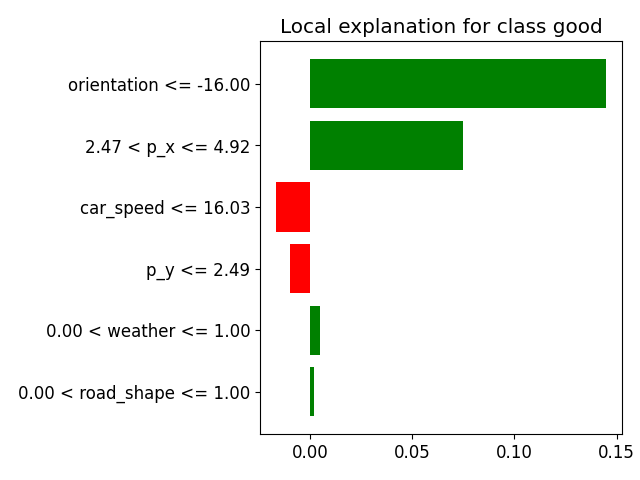 Local explanation for class good
orientation <= -16.00
2.47 < p_x <= 4.92
car_speed <= 16.03
p_y <= 2.49
0.00 < weather <= 1.00
0.00 < road_shape <= 1.00
0.00 0.05 0.10 0.15